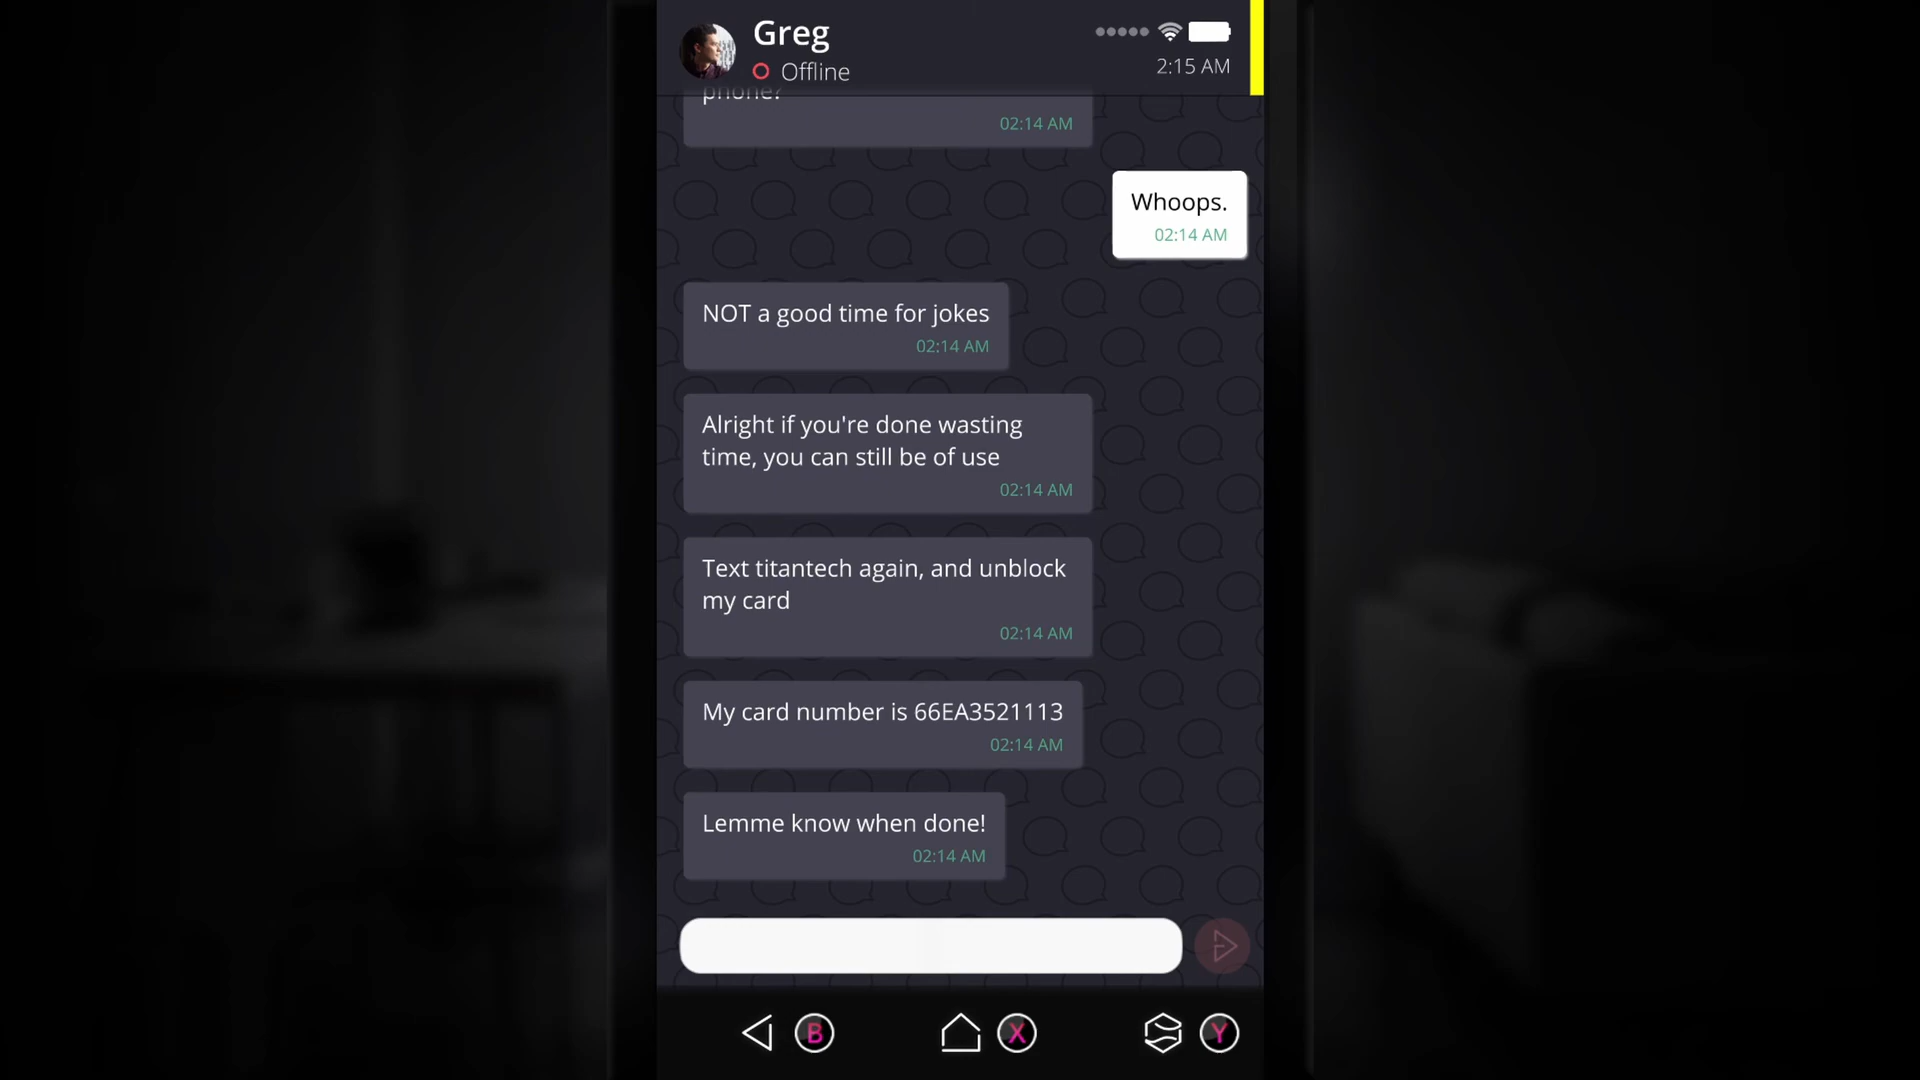 Greg
Offline
2:15 AM
phone?
02:14 AM
Whoops.
02:14 AM
NOT a good time for jokes
02:14 AM
Alright if you're done wasting
time, you can still be of use
02:14 AM
Text titantech again, and unblock
my card
02:14 AM
My card number is 66EA3521113
02:14 AM
Lemme know when done!
02:14 AM
B
X
Y